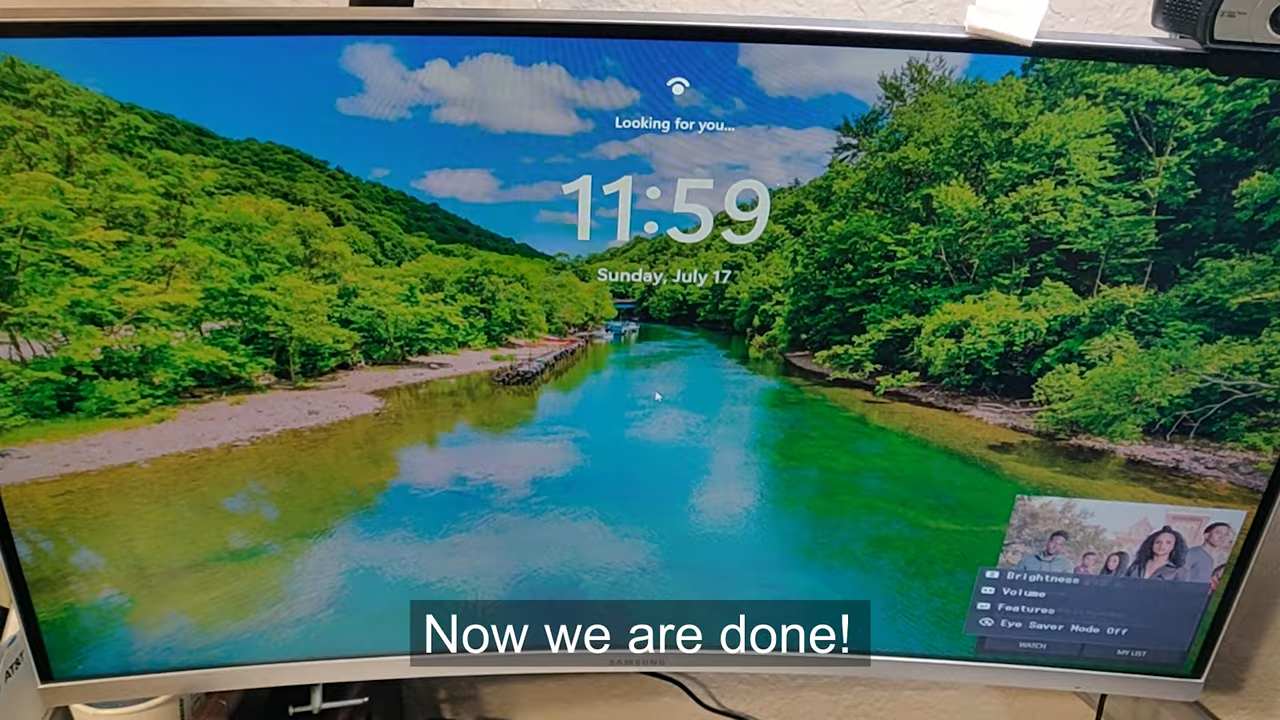 Looking for you...
11:59
Sunday, July 17
Brightness
Volume
Features
Eye Saver Mode Off
WATCH
MY LIST
Now we are done!
SAMSUNG
AT&T